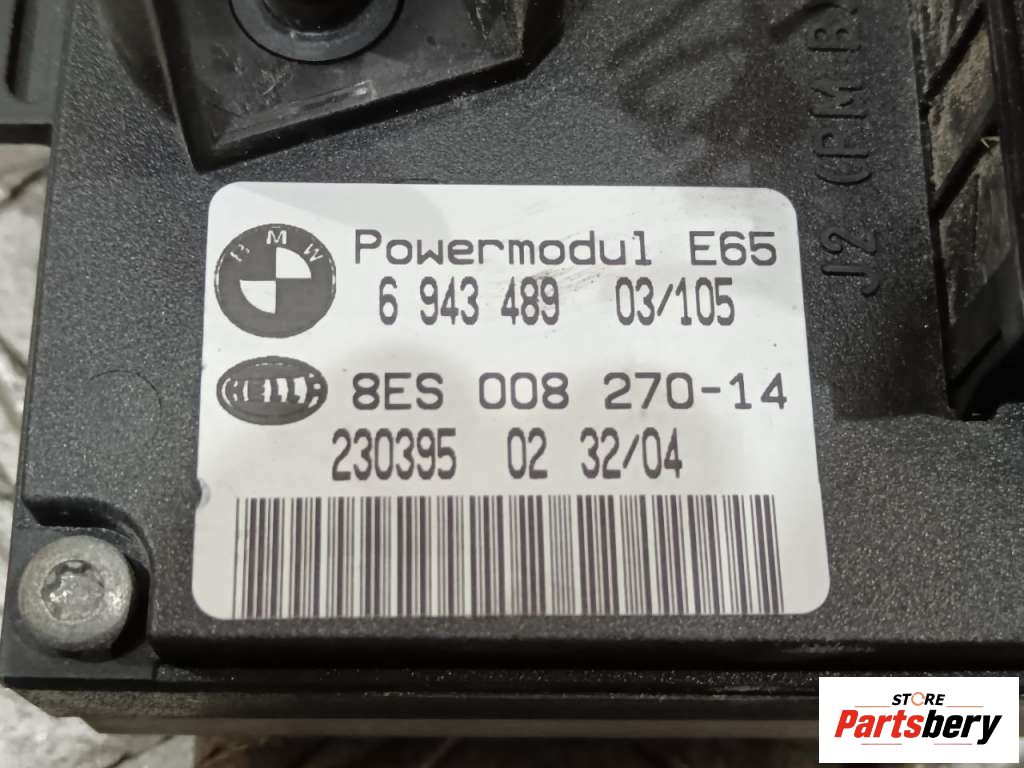 J2 (PM B)
BMW
Powermodul E65
6 943 489 03/105
HELLA
8ES 008 270-14
230395 02 32/04
STORE
Partsbery